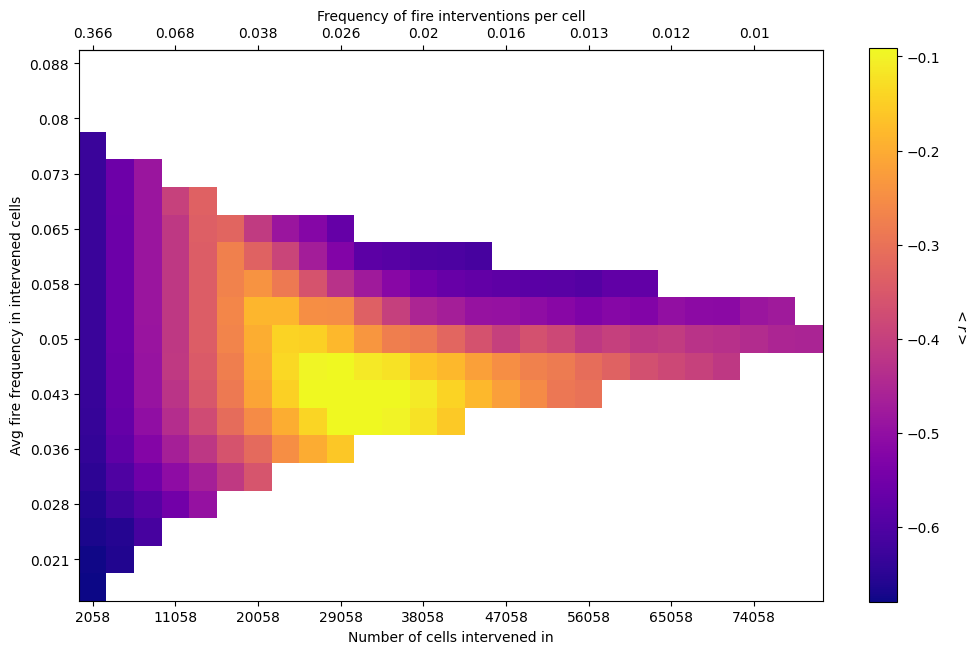 Frequency of fire interventions per cell
0.366 0.068 0.038 0.026 0.02 0.016 0.013 0.012 0.01
0.088
0.08
0.073
0.065
0.058
0.05
0.043
0.036
0.028
0.021
Avg fire frequency in intervened cells
2058 11058 20058 29058 38058 47058 56058 65058 74058
Number of cells intervened in
−0.1
−0.2
−0.3
−0.4
−0.5
−0.6
< r >